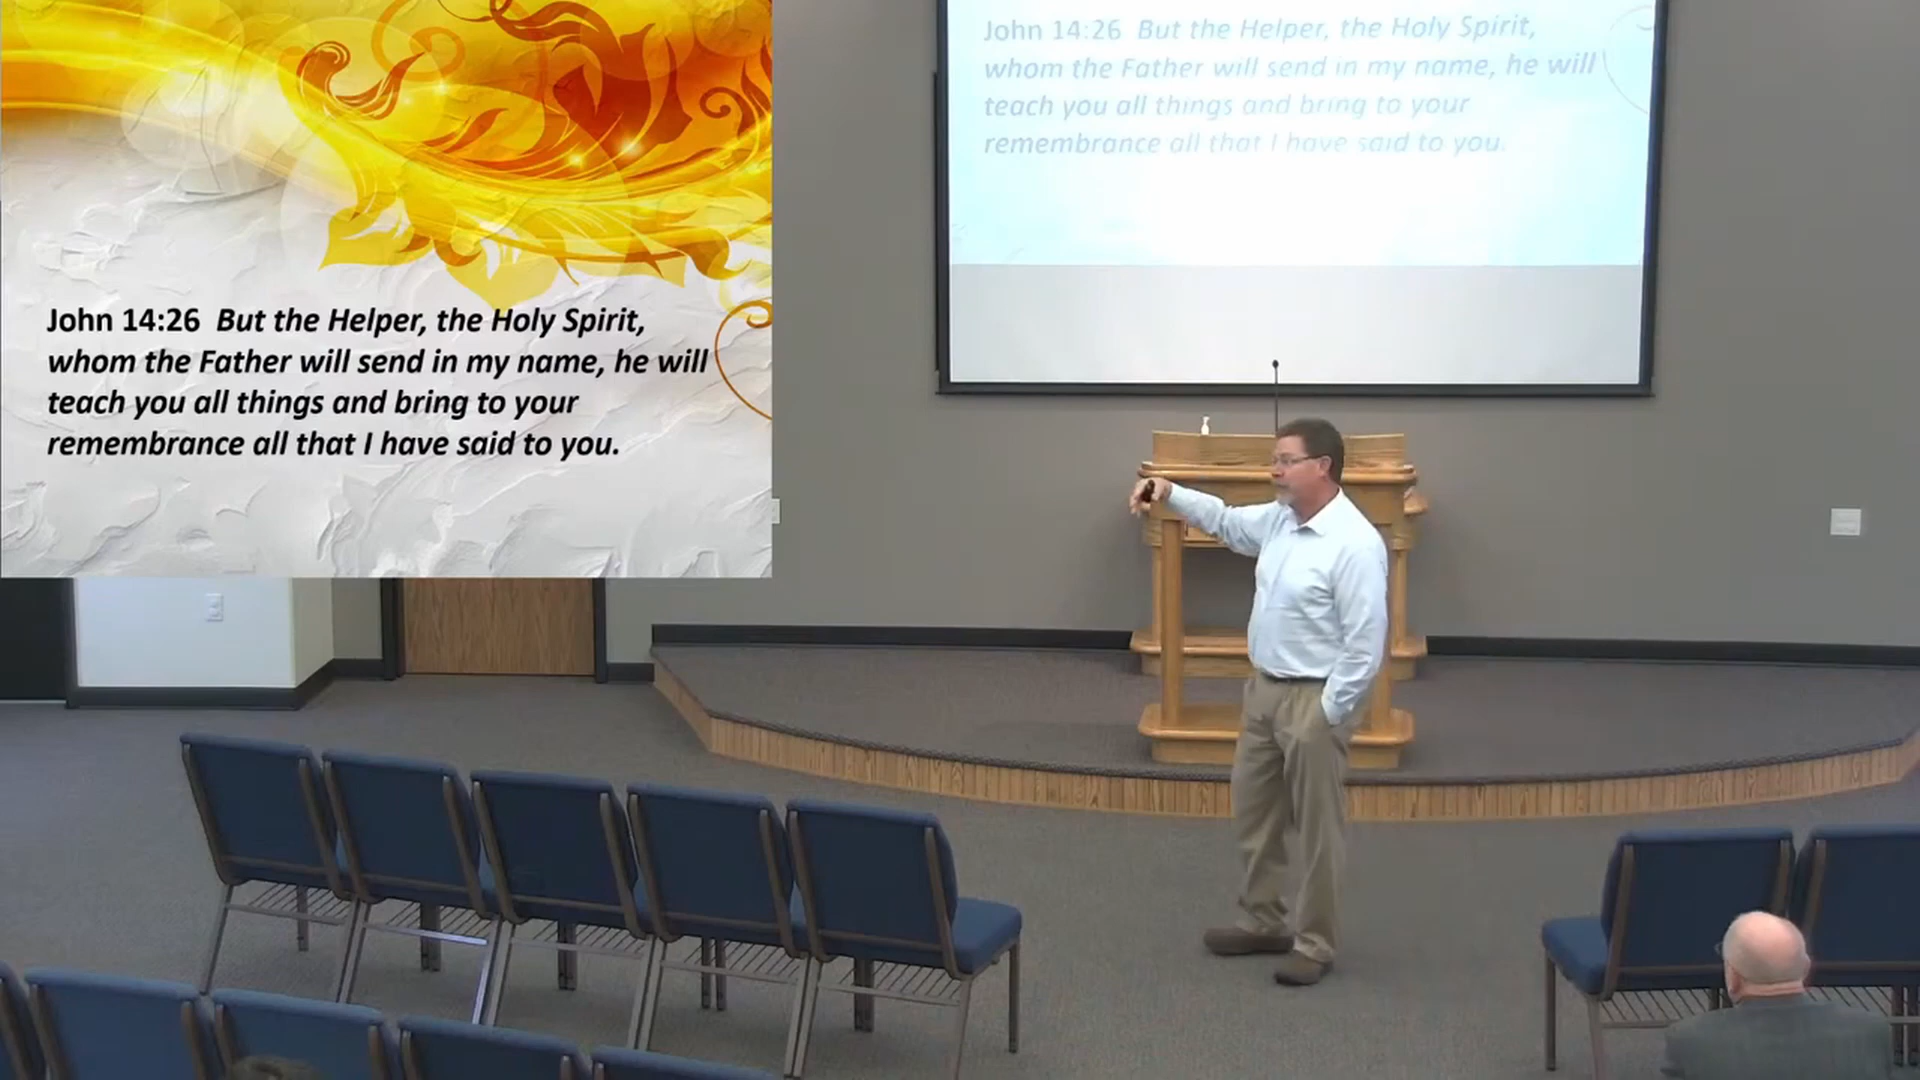 John 14:26 But the Helper, the Holy Spirit,
whom the Father will send in my name, he will
teach you all things and bring to your
remembrance all that I have said to you.
John 14:26 But the Helper, the Holy Spirit,
whom the Father will send in my name, he will
teach you all things and bring to your
remembrance all that I have said to you.